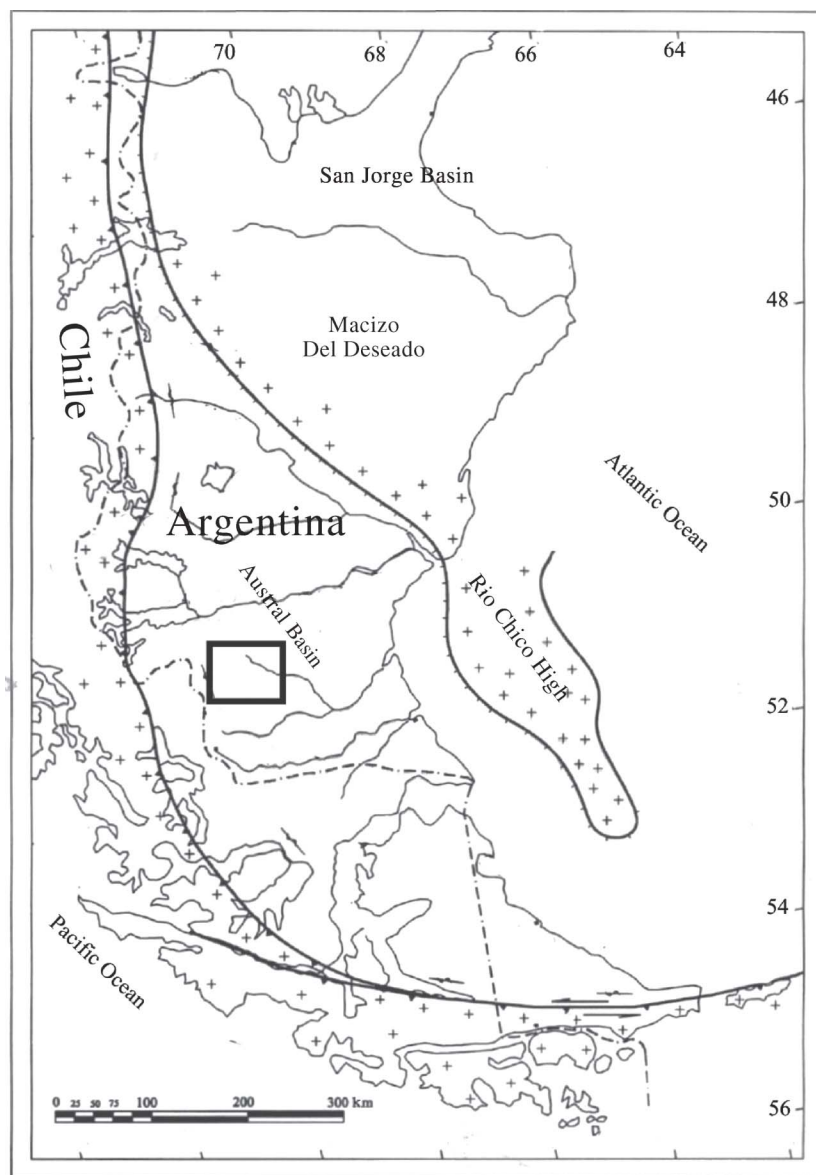 70 68 66 64
46
San Jorge Basin
48
Macizo
Del Deseado
Chile
50
Atlantic Ocean
Argentina
Austral Basin
Rio Chico High
52
54
Pacific Ocean
0 25 50 75 100 200 300 km
56